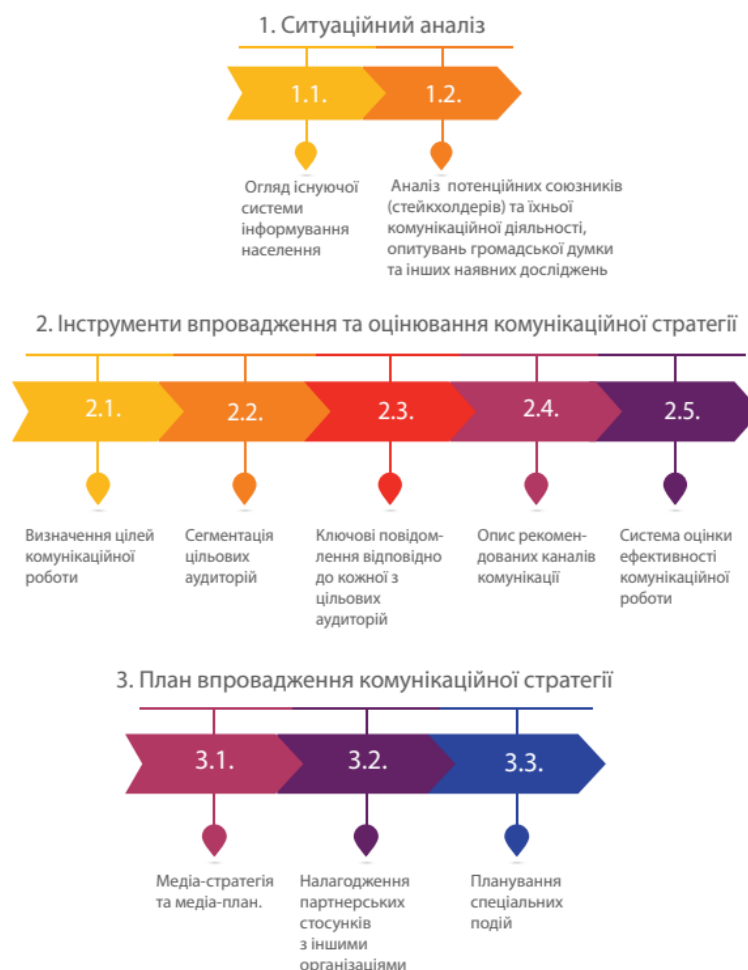 1. Ситуаційний аналіз
1.1.
1.2.
Огляд існуючої
системи
інформування
населення
Аналіз потенційних союзників
(стейкхолдерів) та їхньої
комунікаційної діяльності,
опитувань громадської думки
та інших наявних досліджень
2. Інструменти впровадження та оцінювання комунікаційної стратегії
2.1.
2.2.
2.3.
2.4.
2.5.
Визначення цілей
комунікаційної
роботи
Сегментація
цільових
аудиторій
Ключові повідом-
лення відповідно
до кожної з
цільових
аудиторій
Опис рекомен-
дованих каналів
комунікації
Система оцінки
ефективності
комунікаційної
роботи
3. План впровадження комунікаційної стратегії
3.1.
3.2.
3.3.
Медіа-стратегія
та медіа-план.
Налагодження
партнерських
стосунків
з іншими
організаціями
Планування
спеціальних
подій